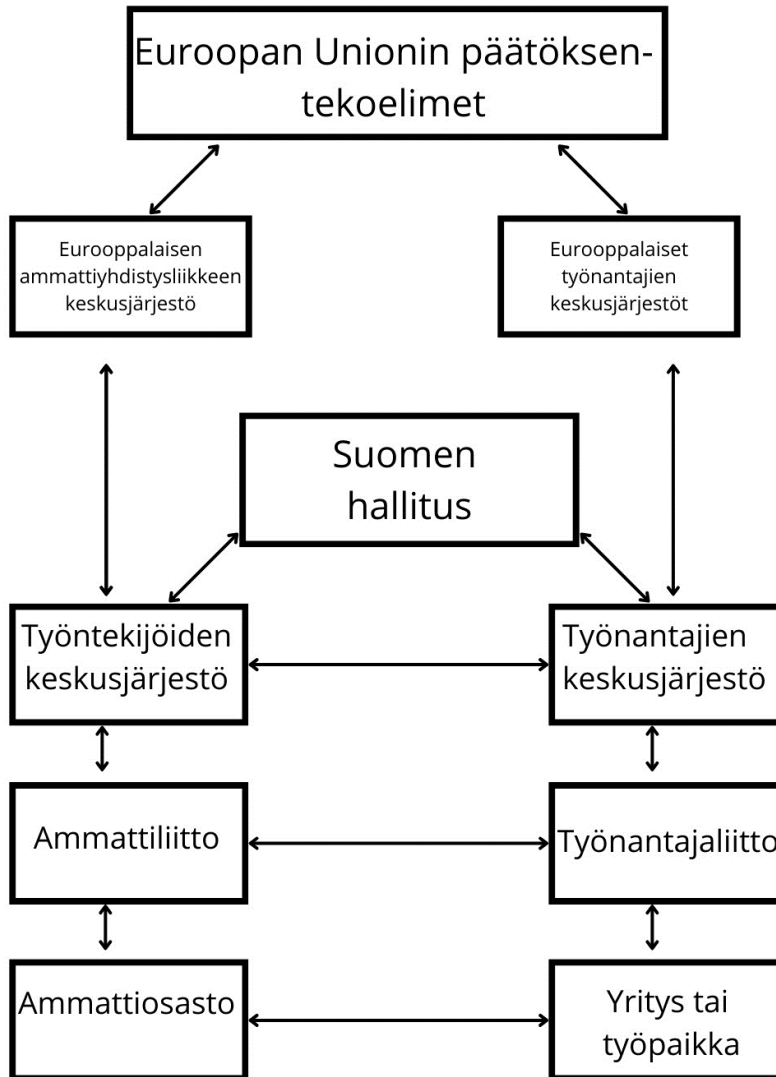 Euroopan Unionin päätöksen-
tekoelimet
Eurooppalaisen
ammattiyhdistysliikkeen
keskusjärjestö
Eurooppalaiset
työnantajien
keskusjärjestöt
Suomen
hallitus
Työntekijöiden
keskusjärjestö
Työnantajien
keskusjärjestö
Ammattiliitto
Työnantajaliitto
Ammattiosasto
Yritys tai
työpaikka